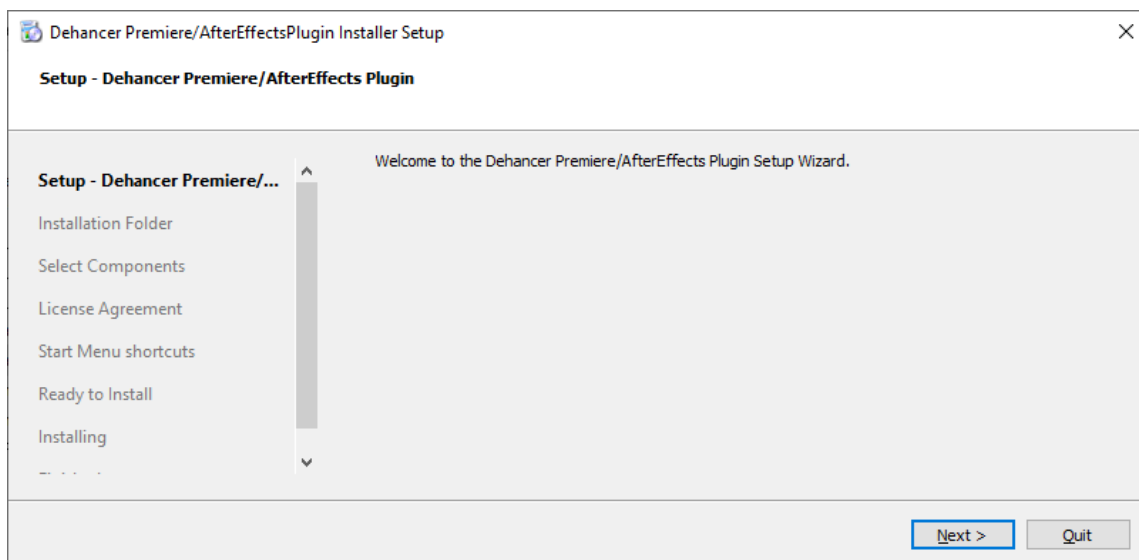 Dehancer Premiere/AfterEffectsPlugin Installer Setup
Setup - Dehancer Premiere/AfterEffects Plugin
Setup - Dehancer Premiere/...
Installation Folder
Select Components
License Agreement
Start Menu shortcuts
Ready to Install
Installing
Welcome to the Dehancer Premiere/AfterEffects Plugin Setup Wizard.
Next >
Quit